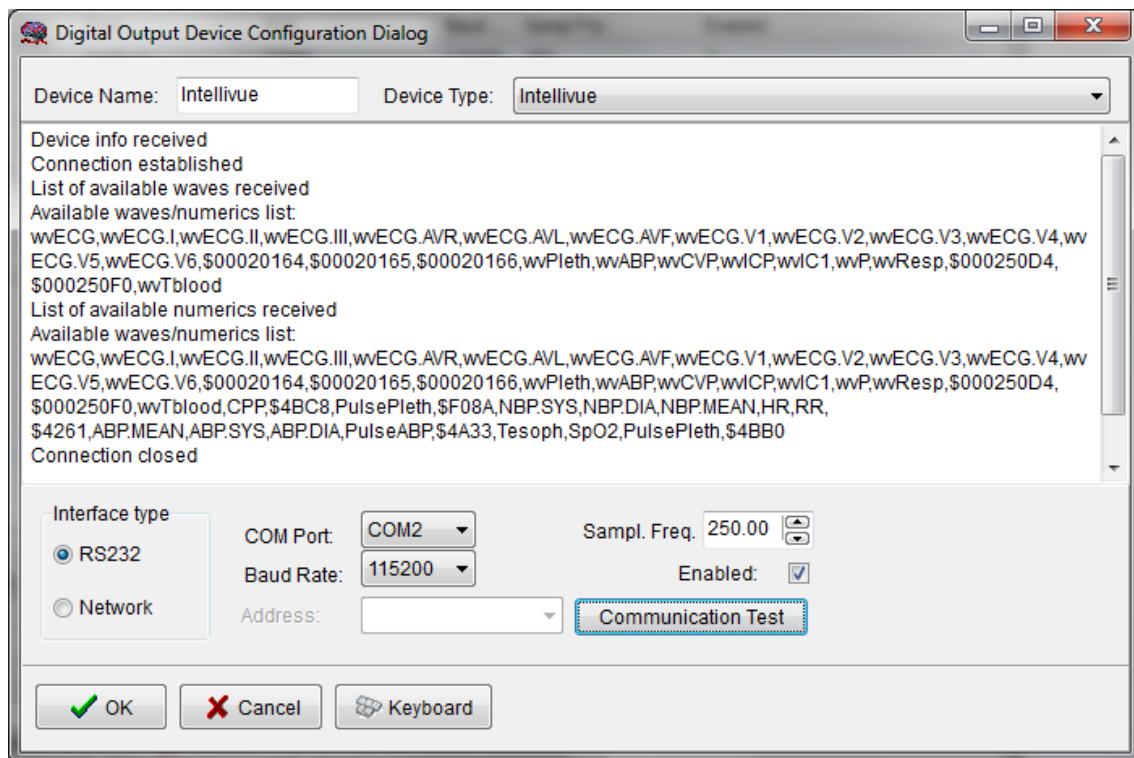 Digital Output Device Configuration Dialog
Device Name: Intellivue Device Type: Intellivue
Device info received
Connection established
List of available waves received
Available waves/numerics list:
wvECG,wvECG.I,wvECG.II,wvECG.III,wvECG.AVR,wvECG.AVL,wvECG.AVF,wvECG.V1,wvECG.V2,wvECG.V3,wvECG.V4,wv
ECG.V5,wvECG.V6,$00020164,$00020165,$00020166,wvPleth,wvABP,wvCVP,wvICP,wvIC1,wvP,wvResp,$000250D4,
$000250F0,wvTblood
List of available numerics received
Available waves/numerics list:
wvECG,wvECG.I,wvECG.II,wvECG.III,wvECG.AVR,wvECG.AVL,wvECG.AVF,wvECG.V1,wvECG.V2,wvECG.V3,wvECG.V4,wv
ECG.V5,wvECG.V6,$00020164,$00020165,$00020166,wvPleth,wvABP,wvCVP,wvICP,wvIC1,wvP,wvResp,$000250D4,
$000250F0,wvTblood,CPP,$4BC8,PulsePleth,$F08A,NBP.SYS,NBP.DIA,NBP.MEAN,HR,RR,
$4261,ABP.MEAN,ABP.SYS,ABP.DIA,PulseABP,$4A33,Tesoph,SpO2,PulsePleth,$4BB0
Connection closed
Interface type
RS232
Network
COM Port: COM2
Baud Rate: 115200
Address:
Sampl. Freq. 250.00
Enabled:
Communication Test
OK Cancel Keyboard